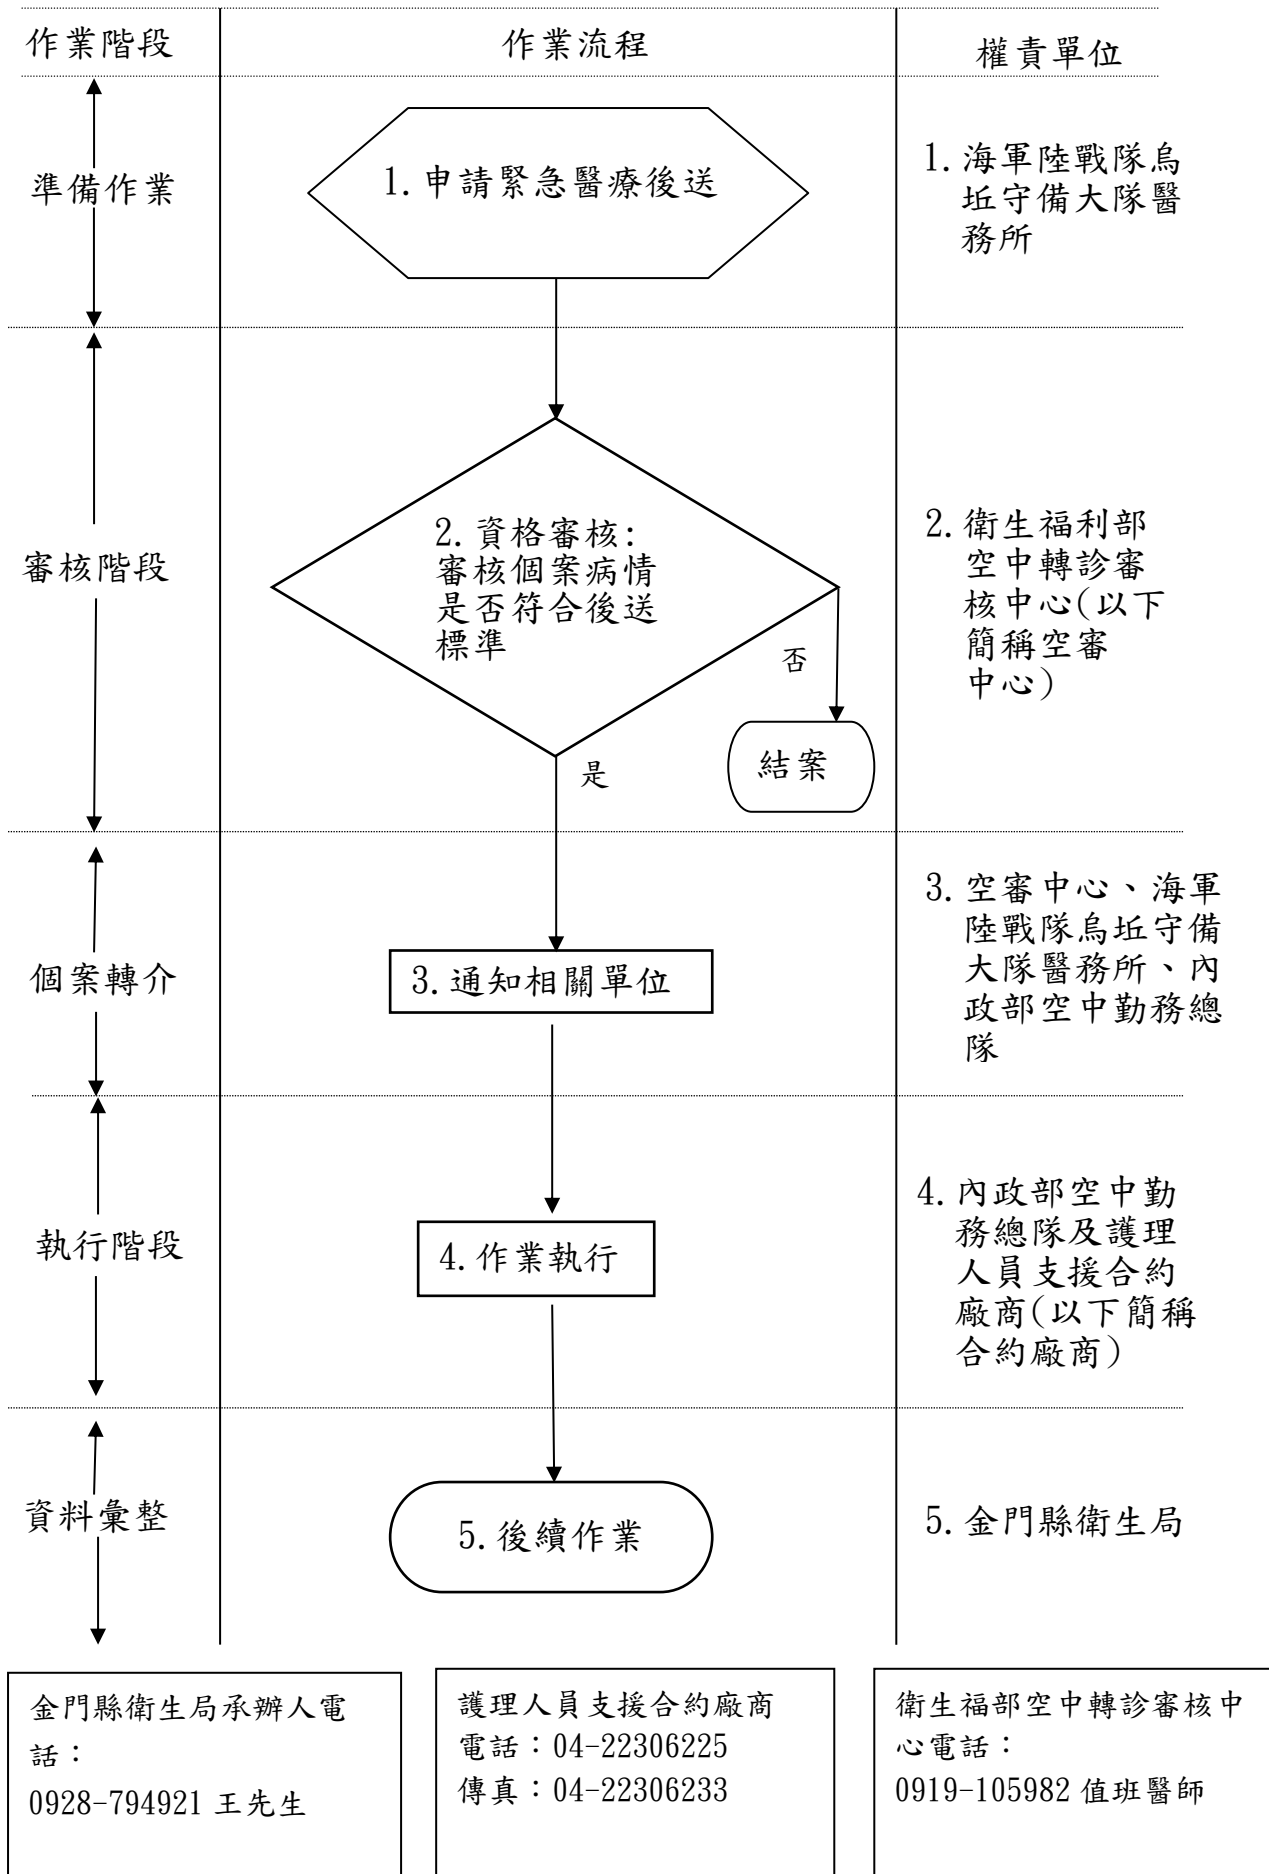 作業階段
作業流程
權責單位
準備作業
1.申請緊急醫療後送
1.海軍陸戰隊烏
坵守備大隊醫
務所
審核階段
2.資格審核:
審核個案病情
是否符合後送
標準
否
是
結案
2.衛生福利部
空中轉診審
核中心(以下
簡稱空審
中心)
個案轉介
3.通知相關單位
3.空審中心、海軍
陸戰隊烏坵守備
大隊醫務所、內
政部空中勤務總
隊
執行階段
4.作業執行
4.內政部空中勤
務總隊及護理
人員支援合約
廠商(以下簡稱
合約廠商)
資料彙整
5.後續作業
5.金門縣衛生局
金門縣衛生局承辦人電
話：
0928-794921 王先生
護理人員支援合約廠商
電話：04-22306225
傳真：04-22306233
衛生福部空中轉診審核中
心電話：
0919-105982 值班醫師